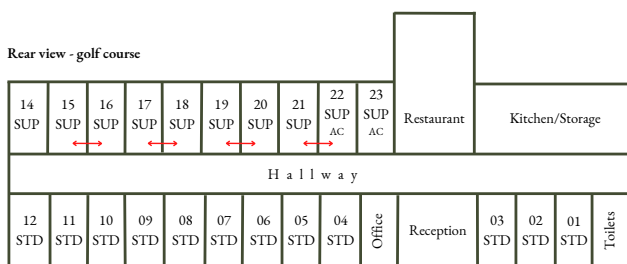 Rear view - golf course
14 15 16 17 18 19 20 21 22 23
SUP SUP SUP SUP SUP SUP SUP SUP SUP SUP
AC AC
Restaurant
Kitchen/Storage
Hallway
12 11 10 09 08 07 06 05 04
STD STD STD STD STD STD STD STD STD
Office
Reception
03 02 01
STD STD STD
Toilets